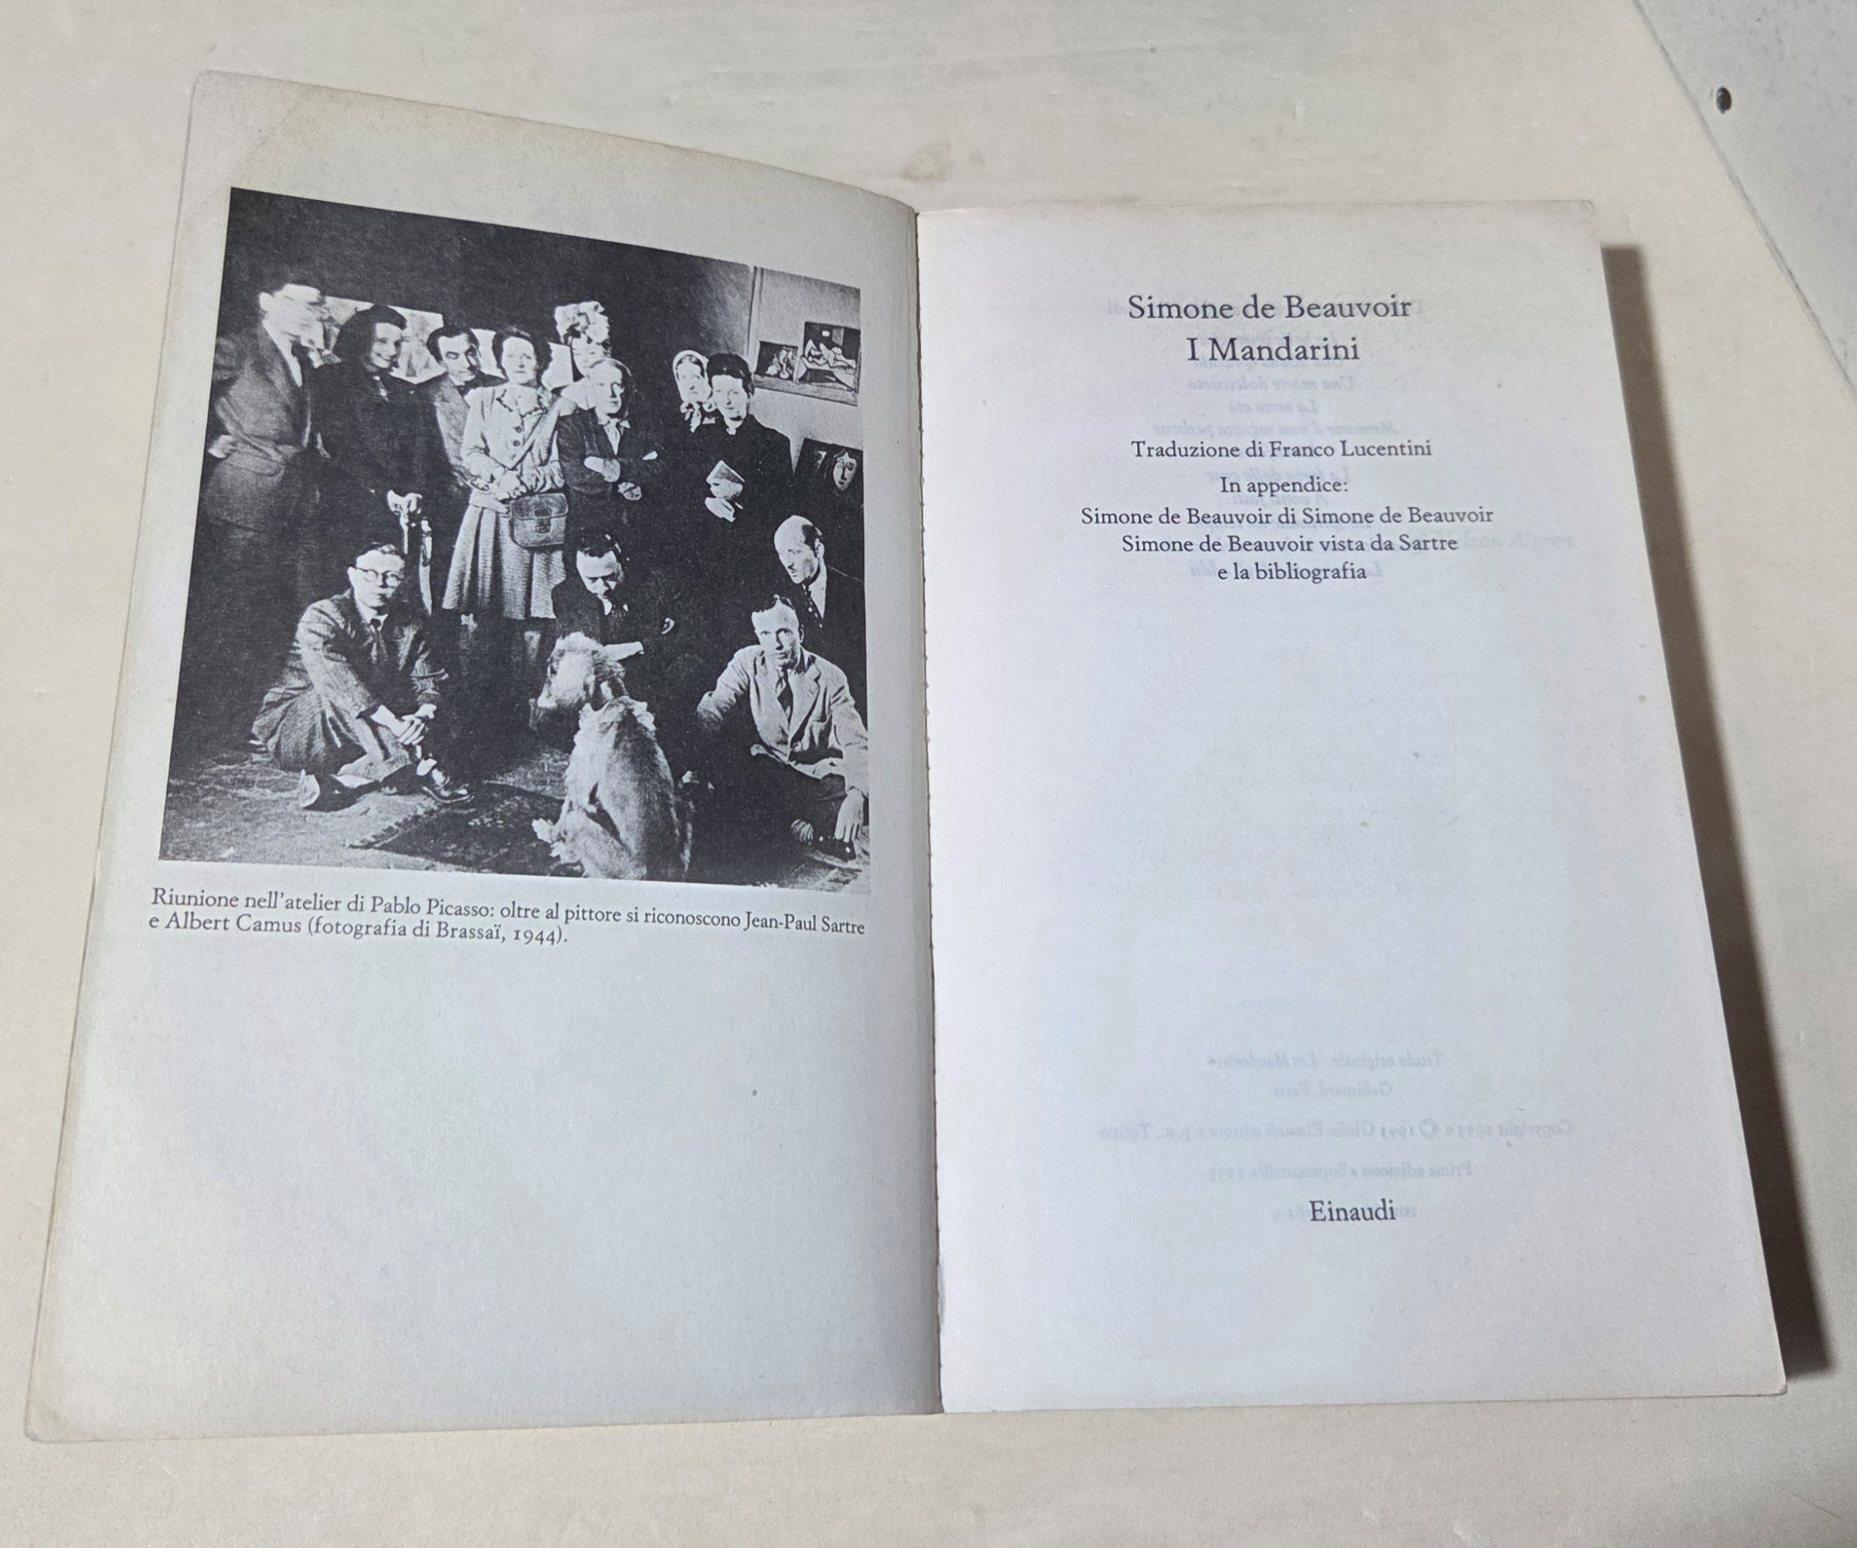 Riunione nell'atelier di Pablo Picasso: oltre al pittore si riconoscono Jean-Paul Sartre
e Albert Camus (fotografia di Brassaï, 1944).
Simone de Beauvoir
I Mandarini
Traduzione di Franco Lucentini
In appendice:
Simone de Beauvoir di Simone de Beauvoir
Simone de Beauvoir vista da Sartre
e la bibliografia
Einaudi